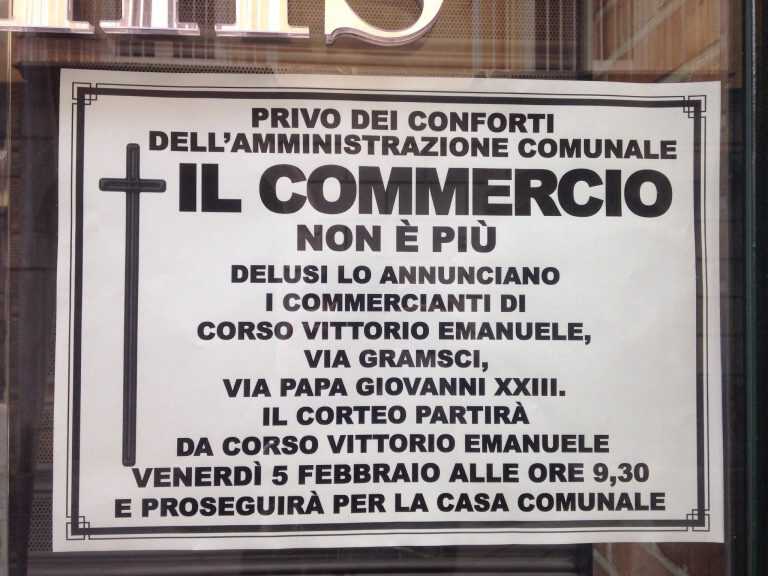 PRIVO DEI CONFORTI
DELL'AMMINISTRAZIONE COMUNALE
IL COMMERCIO
NON È PIÙ
DELUSI LO ANNUNCIANO
I COMMERCIANTI DI
CORSO VITTORIO EMANUELE,
VIA GRAMSCI,
VIA PAPA GIOVANNI XXIII.
IL CORTEO PARTIRÀ
DA CORSO VITTORIO EMANUELE
VENERDÌ 5 FEBBRAIO ALLE ORE 9,30
E PROSEGUIRÀ PER LA CASA COMUNALE